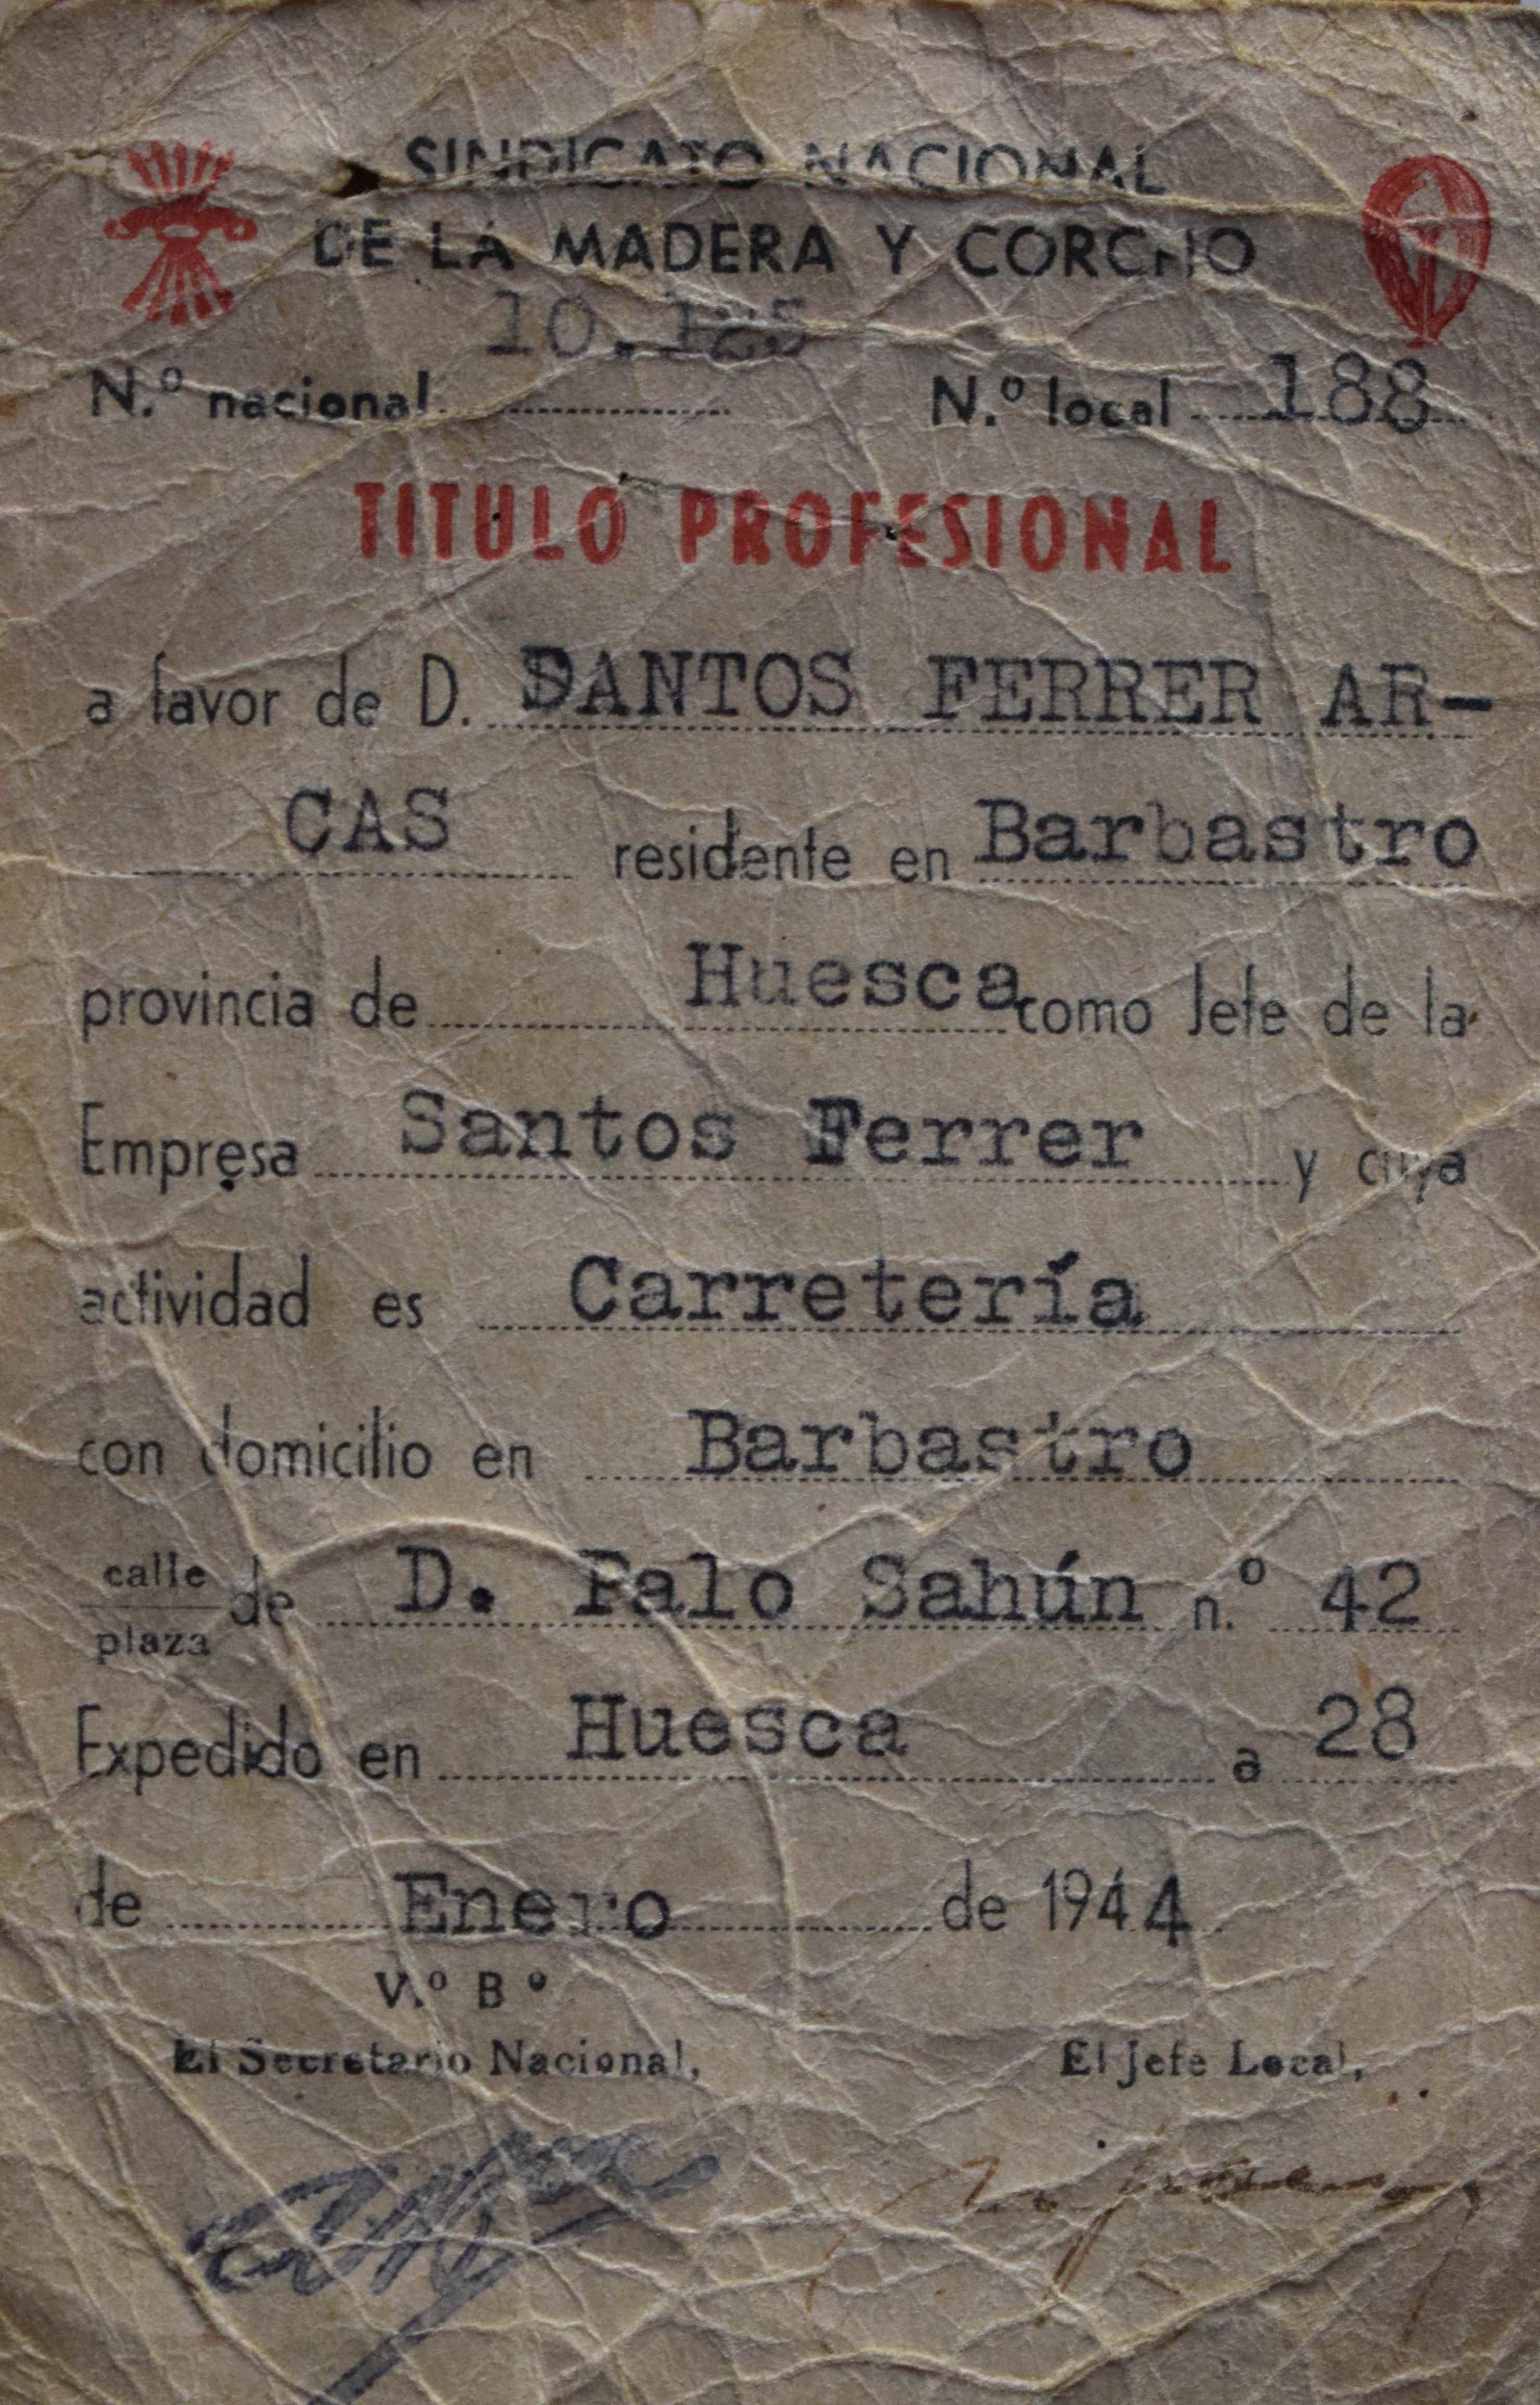 SINDICATO NACIONAL
DE LA MADERA Y CORCHO
N.º nacional 10.185 N.º local 188
TITULO PROFESIONAL
a favor de D. SANTOS FERRER AR-
CAS residente en Barbastro
provincia de Huesca como Jefe de la
Empresa Santos Ferrer y cuya
actividad es Carretería
con domicilio en Barbastro
calle
plaza de D. Palo Sahún n.º 42
Expedido en Huesca a 28
de Enero de 1944
V.º B º
El Secretario Nacional, El Jefe Local,